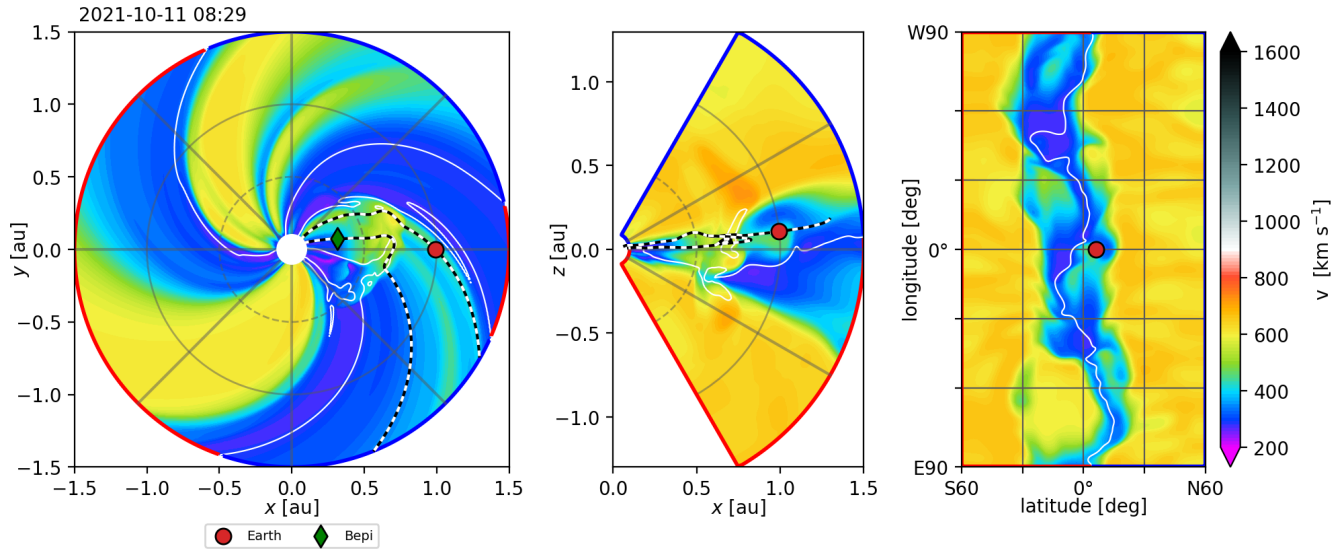 2021-10-11 08:29
1.5
1.0
0.5
0.0
−0.5
−1.0
−1.5
y [au]
−1.5
−1.0
−0.5
0.0
0.5
1.0
1.5
x [au]
Earth
Bepi
1.0
0.5
0.0
−0.5
−1.0
z [au]
0.0
0.5
1.0
1.5
x [au]
W90
0°
E90
longitude [deg]
S60
0°
N60
latitude [deg]
1600
1400
1200
1000
800
600
400
200
v [km s⁻¹]